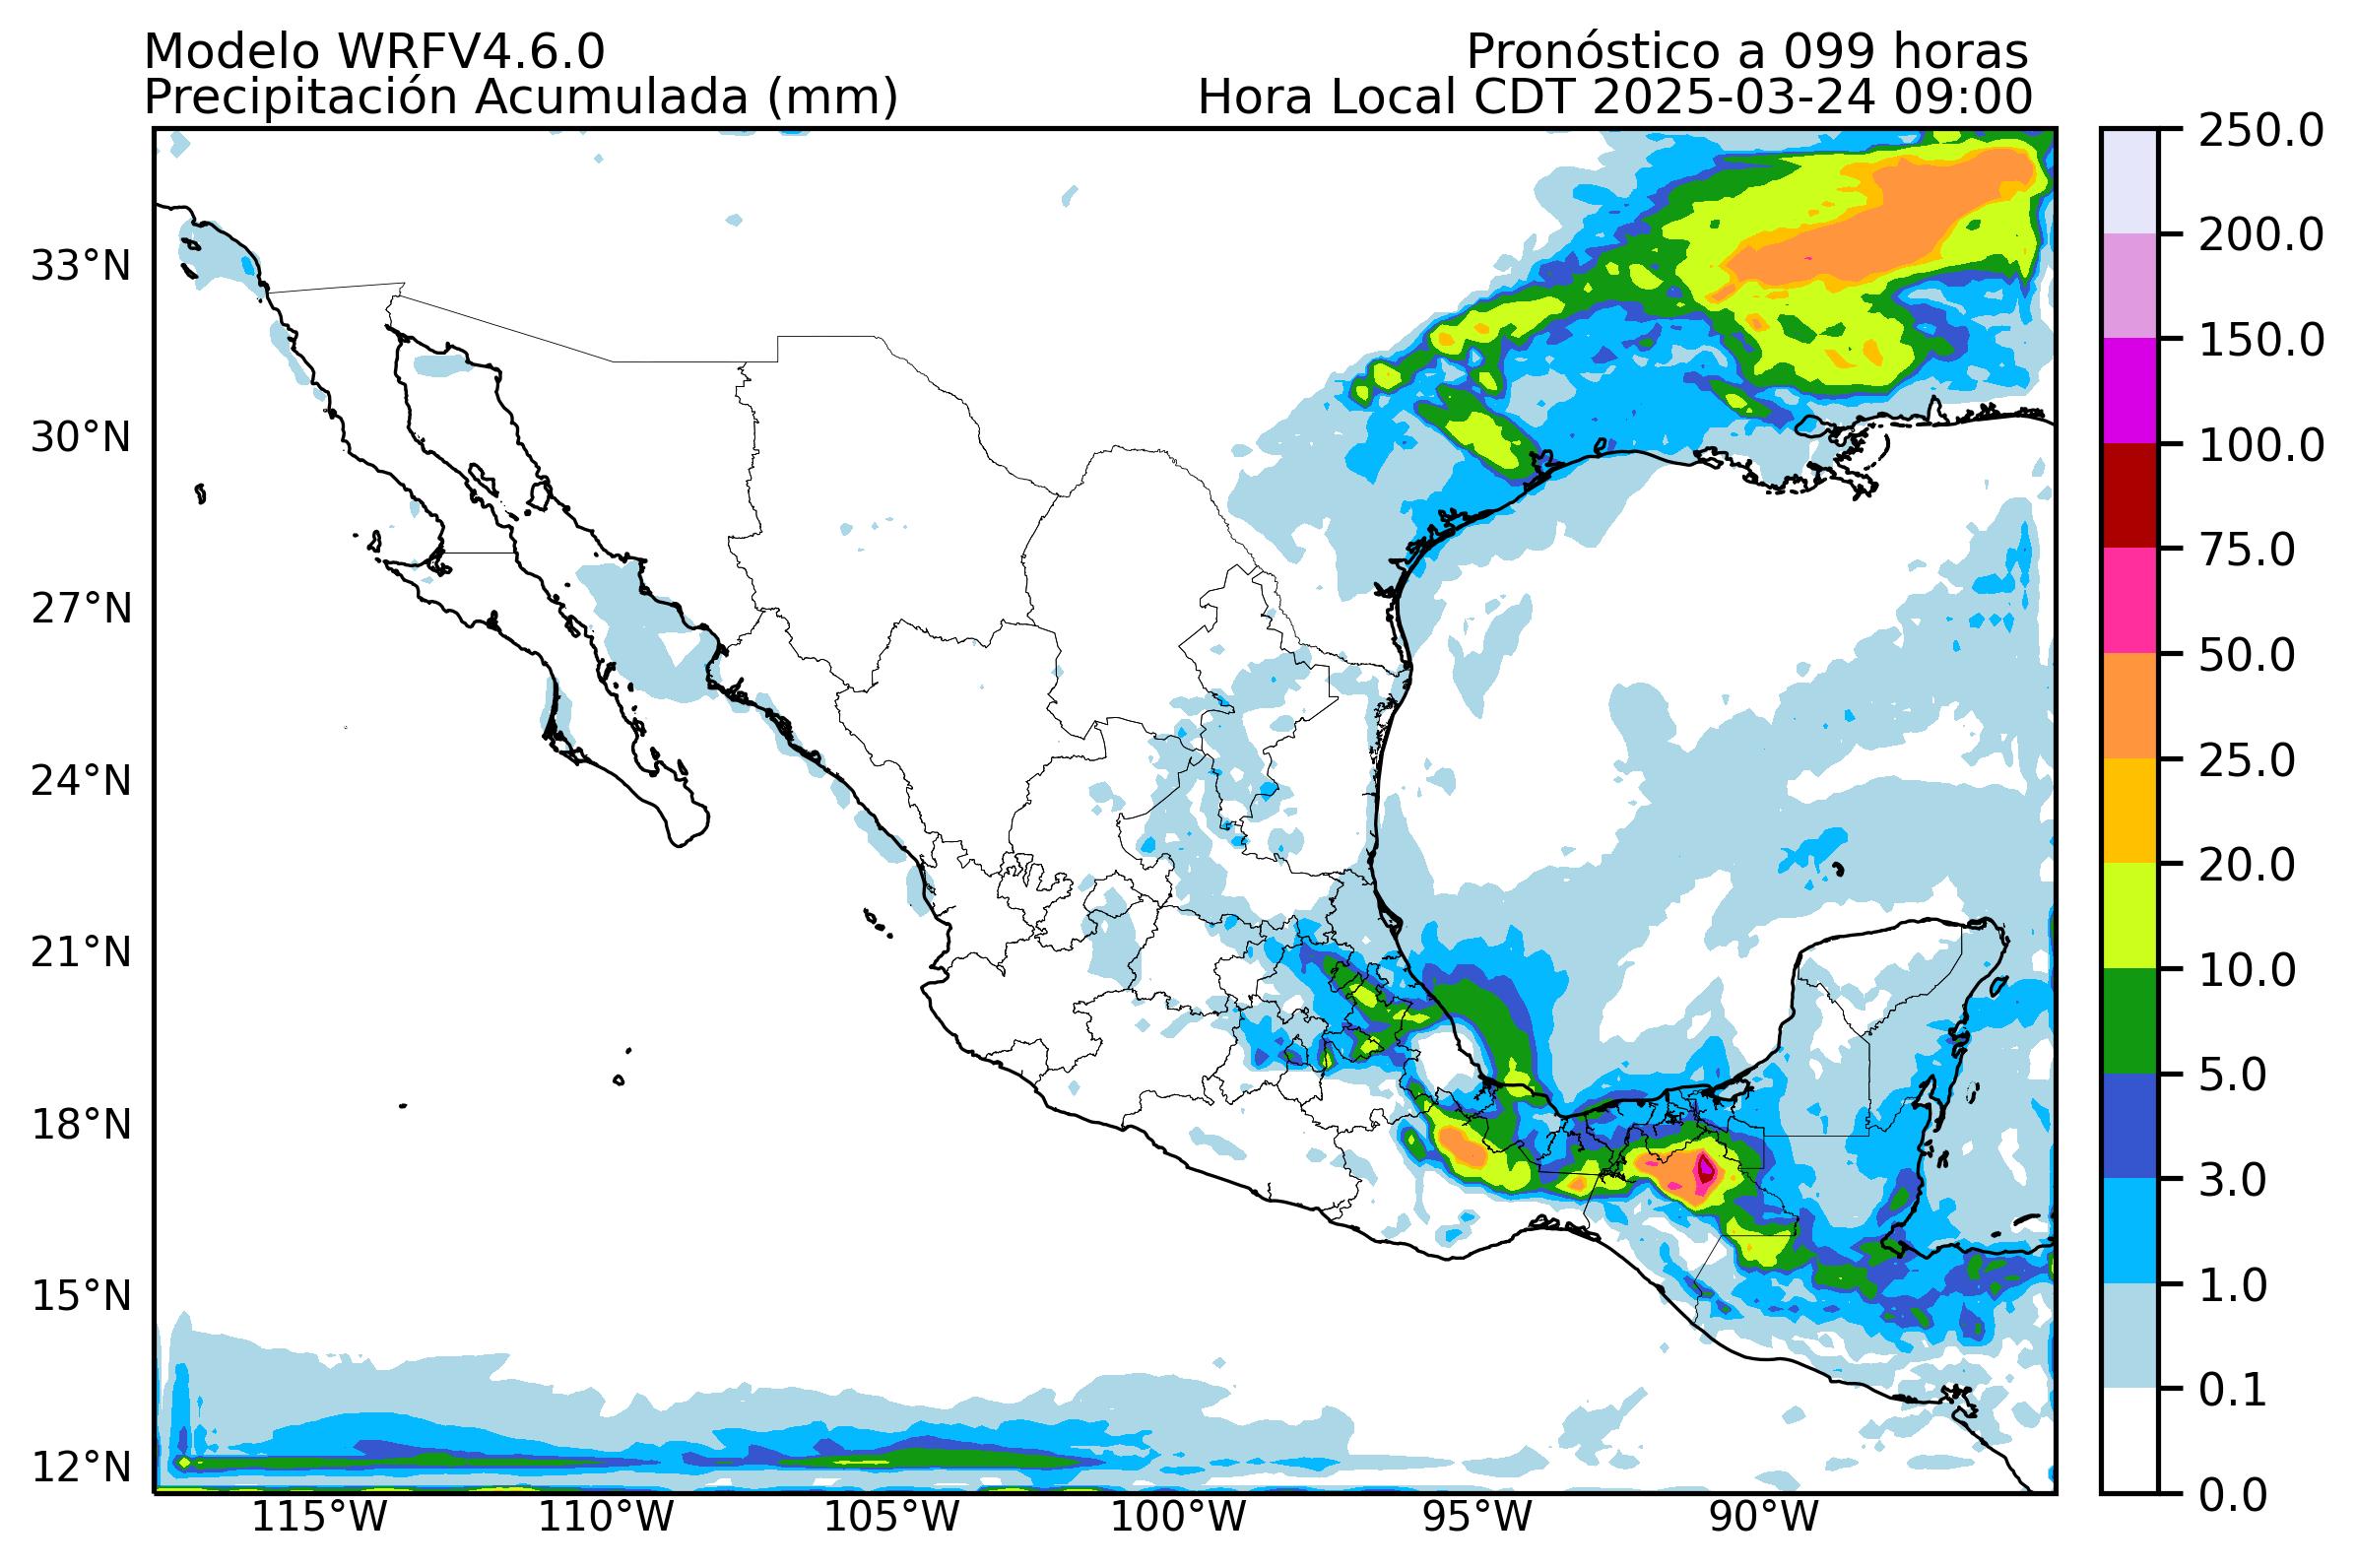 Modelo WRFV4.6.0
Pronóstico a 099 horas
Precipitación Acumulada (mm)
Hora Local CDT 2025-03-24 09:00
33°N
30°N
27°N
24°N
21°N
18°N
15°N
12°N
115°W
110°W
105°W
100°W
95°W
90°W
250.0
200.0
150.0
100.0
75.0
50.0
25.0
20.0
10.0
5.0
3.0
1.0
0.1
0.0